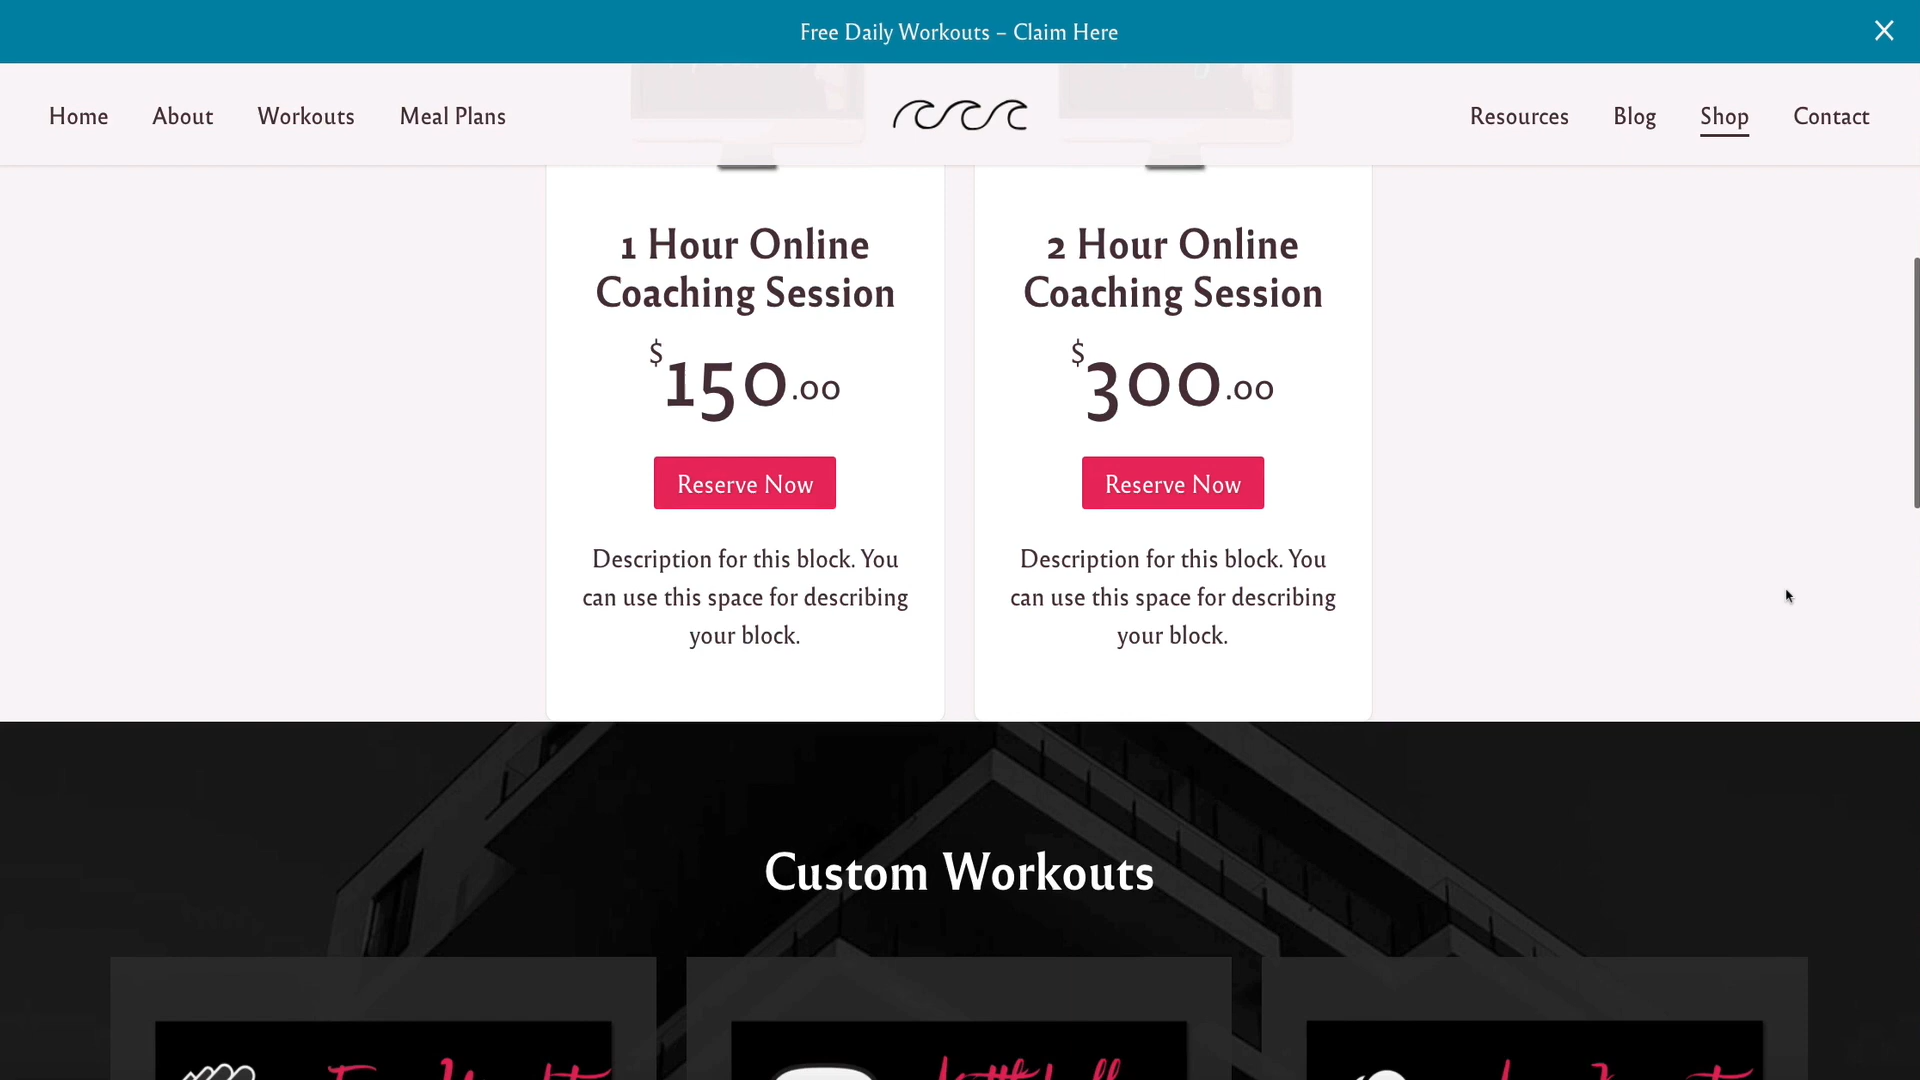 Free Daily Workouts – Claim Here
Home About Workouts Meal Plans Resources Blog Shop Contact
1 Hour Online
Coaching Session
$150.00
Reserve Now
Description for this block. You
can use this space for describing
your block.
2 Hour Online
Coaching Session
$300.00
Reserve Now
Description for this block. You
can use this space for describing
your block.
Custom Workouts